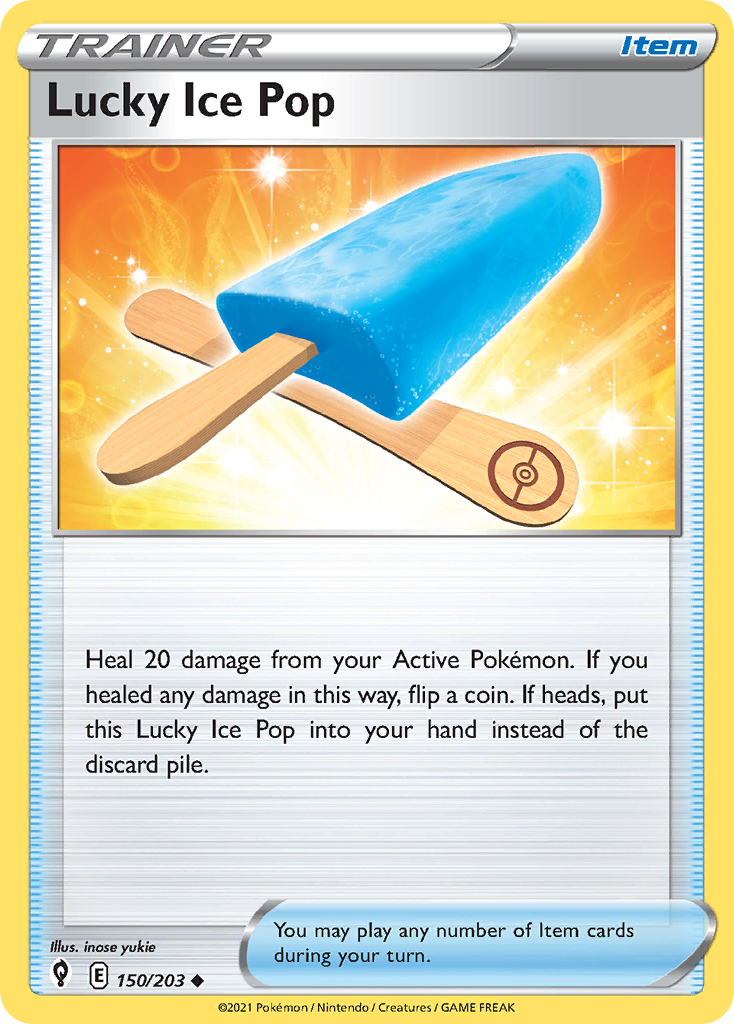 TRAINER
Item
Lucky Ice Pop
Heal 20 damage from your Active Pokémon. If you
healed any damage in this way, flip a coin. If heads, put
this Lucky Ice Pop into your hand instead of the
discard pile.
You may play any number of Item cards
during your turn.
Illus. inose yukie
E 150/203
©2021 Pokémon / Nintendo / Creatures / GAME FREAK